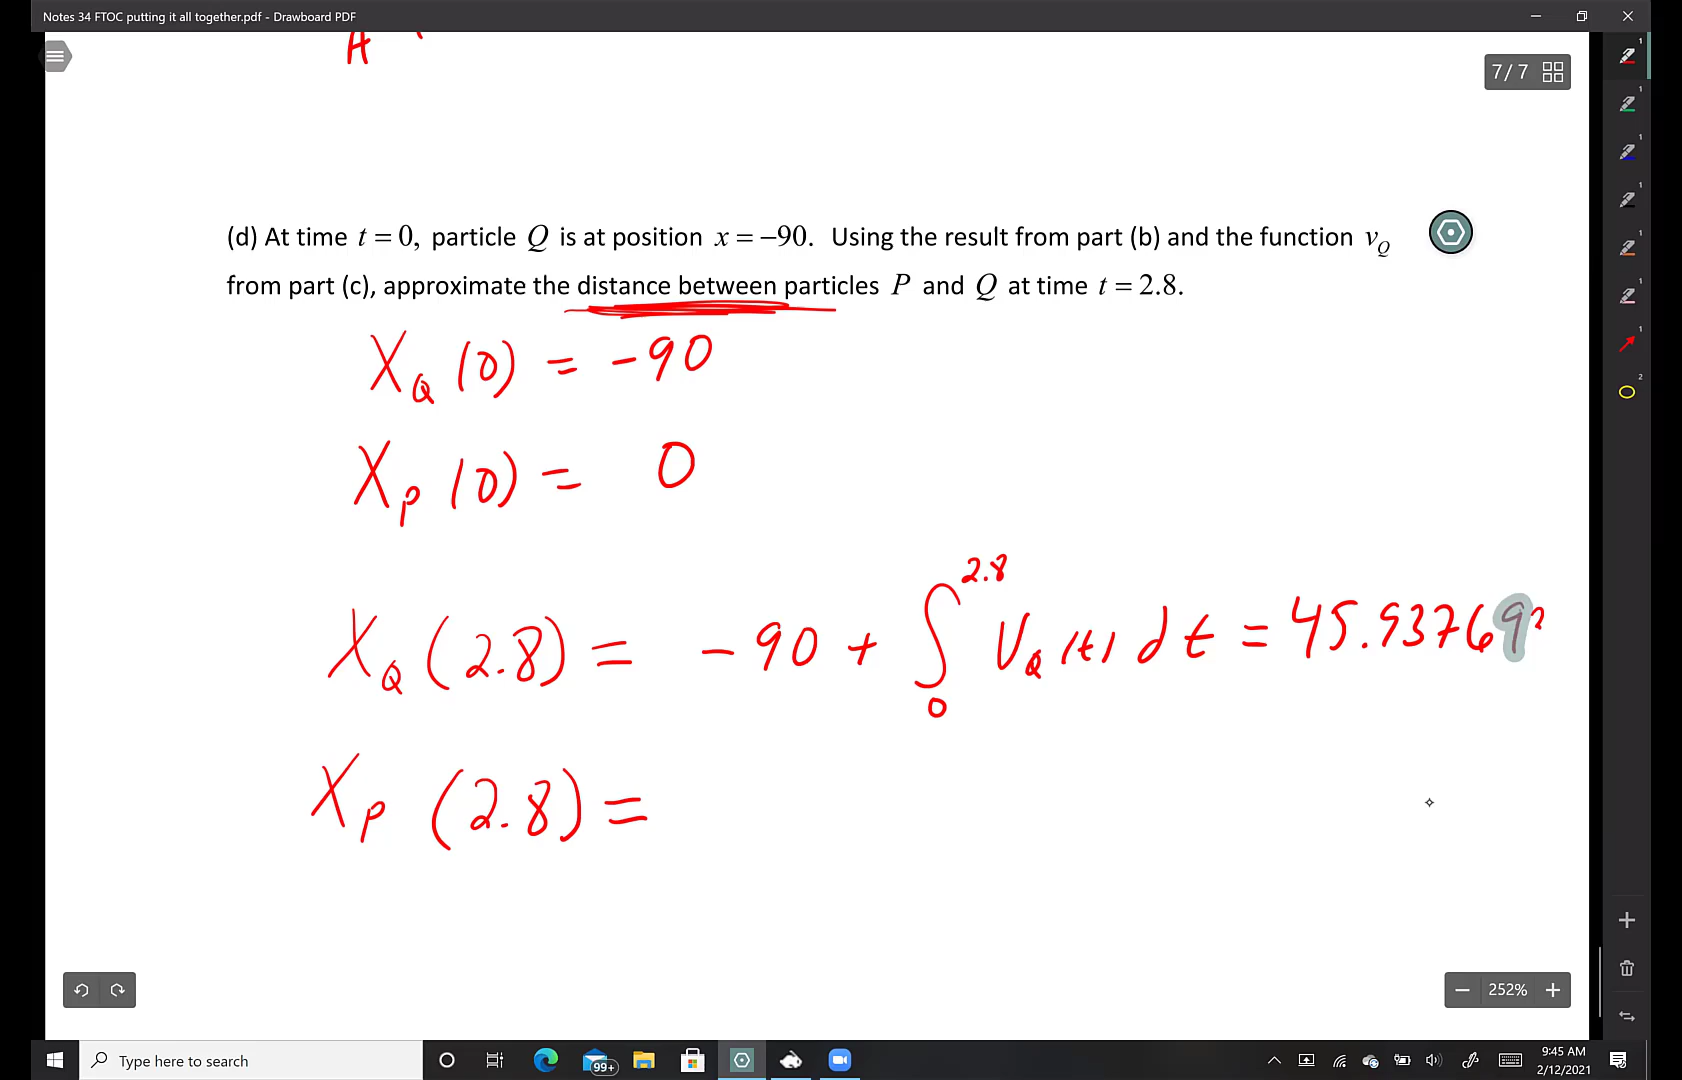 Notes 34 FTOC putting it all together.pdf - Drawboard PDF
7 / 7
(d) At time t = 0, particle Q is at position x = −90. Using the result from part (b) and the function v_Q
from part (c), approximate the distance between particles P and Q at time t = 2.8.
X_Q (0) = -90
X_P (0) = 0
X_Q (2.8) = -90 + ∫_0^2.8 V_Q(t) dt = 45.93769
X_P (2.8) =
252%
Type here to search
99+
9:45 AM
2/12/2021